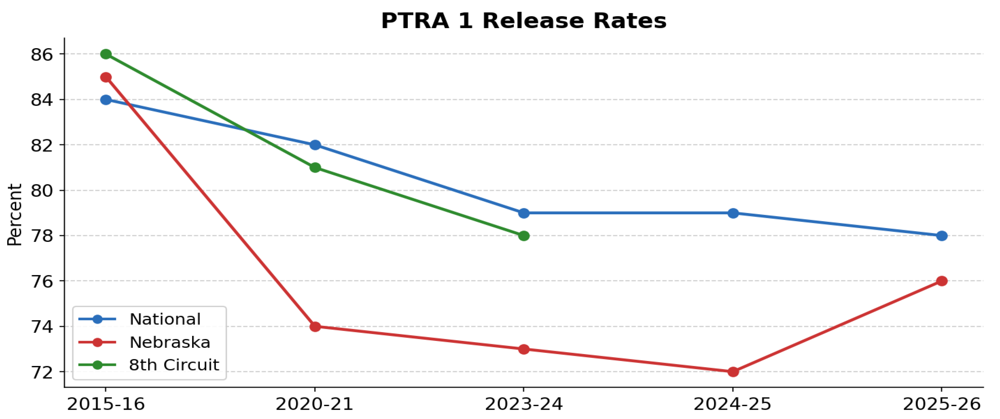 PTRA 1 Release Rates
Percent
86
84
82
80
78
76
74
72
National
Nebraska
8th Circuit
2015-16 2020-21 2023-24 2024-25 2025-26